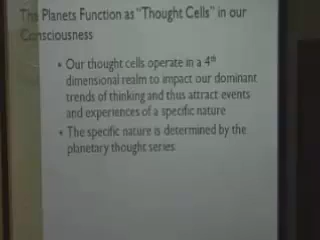 The Planets Function as "Thought Cells" in our
Consciousness
• Our thought cells operate in a 4th
dimensional realm to impact our dominant
trends of thinking and thus attract events
and experiences of a specific nature
• The specific nature is determined by the
planetary thought series